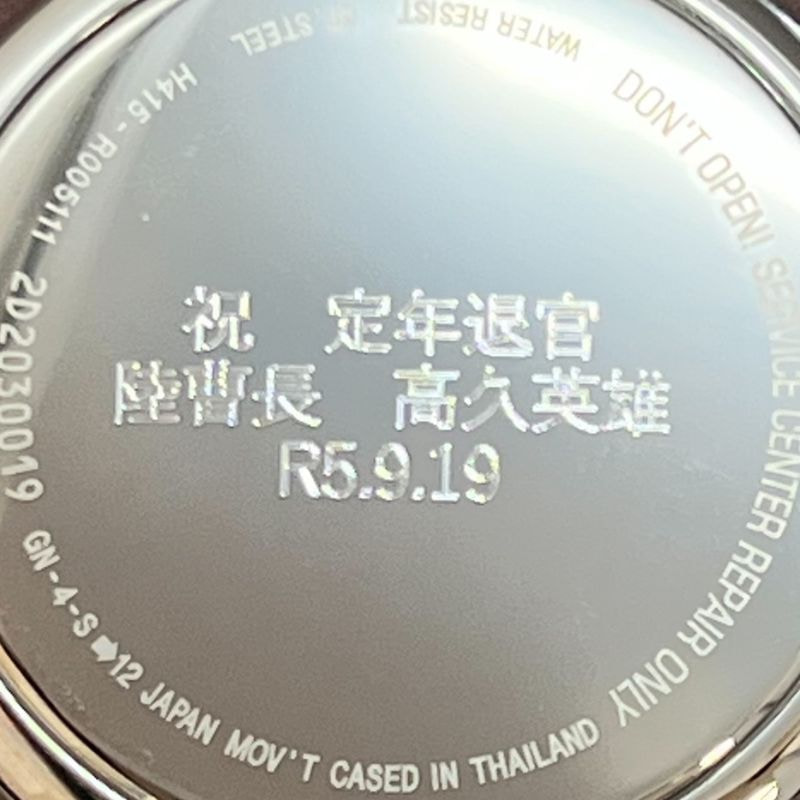 祝　定年退官
陸曹長　高久英雄
R5.9.19
DON'T OPEN! SERVICE CENTER REPAIR ONLY
WATER RESIST
STEEL
H415-R005111 2D2030019 GN-4-S➡12 JAPAN MOV'T CASED IN THAILAND